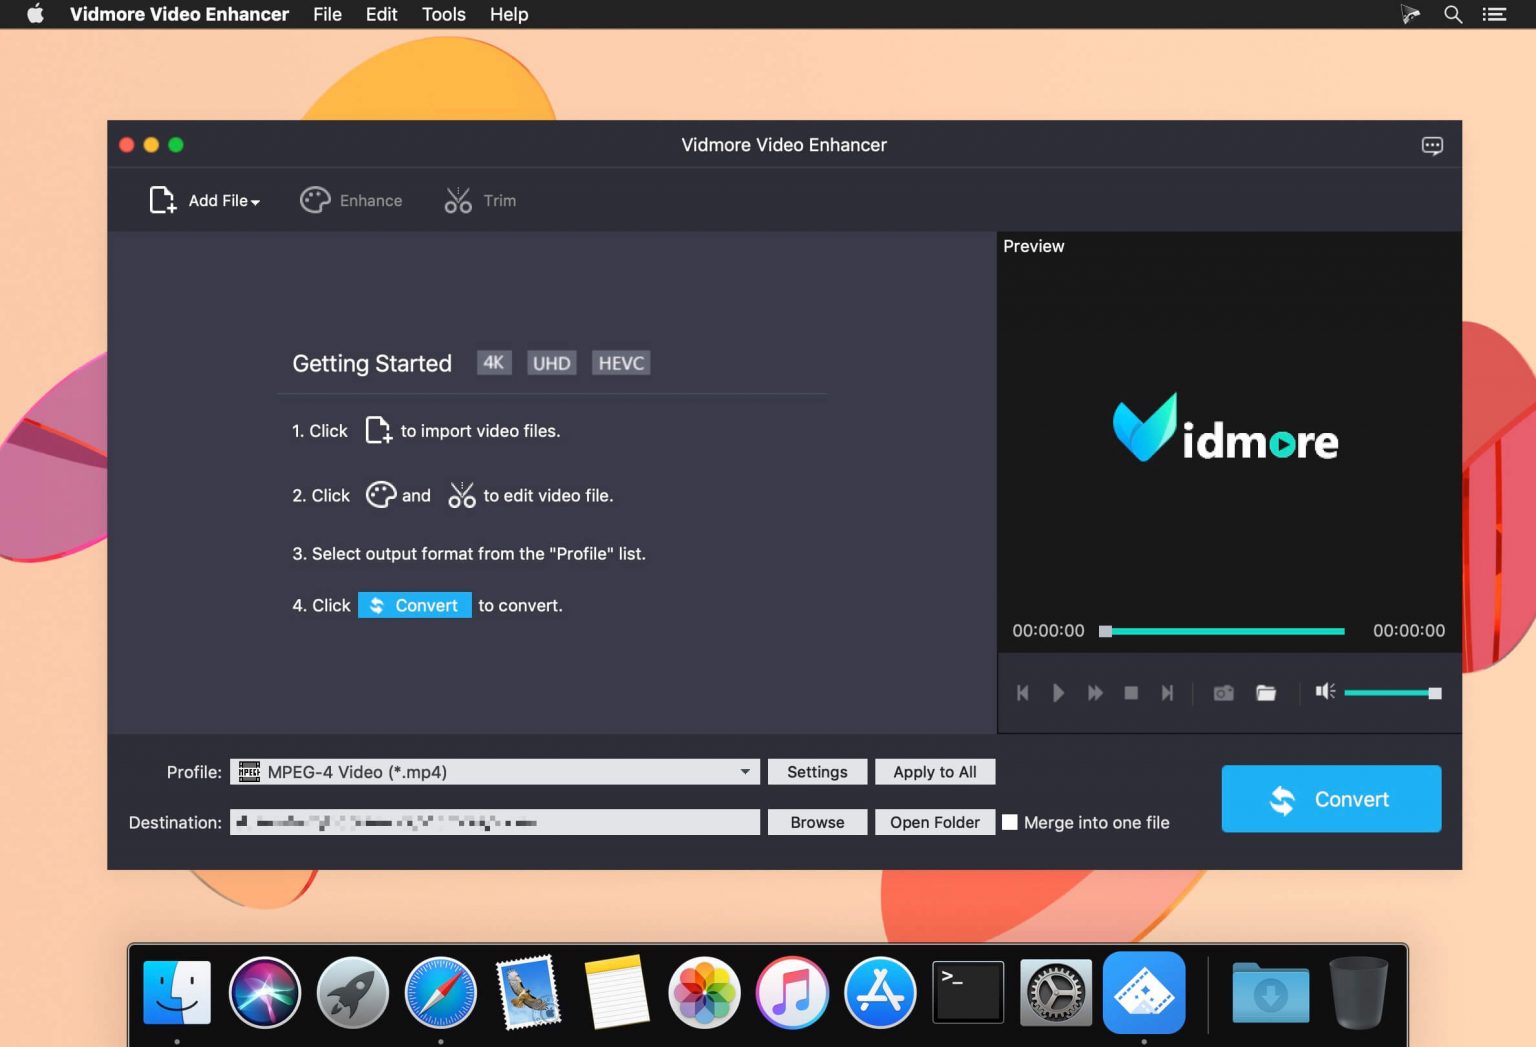 Vidmore Video Enhancer File Edit Tools Help
Vidmore Video Enhancer
Add File Enhance Trim
Preview
Getting Started 4K UHD HEVC
1. Click to import video files.
2. Click and to edit video file.
3. Select output format from the "Profile" list.
4. Click Convert to convert.
idmore
00:00:00 00:00:00
Profile: MPEG MPEG-4 Video (*.mp4) Settings Apply to All
Convert
Destination: Browse Open Folder Merge into one file
>_